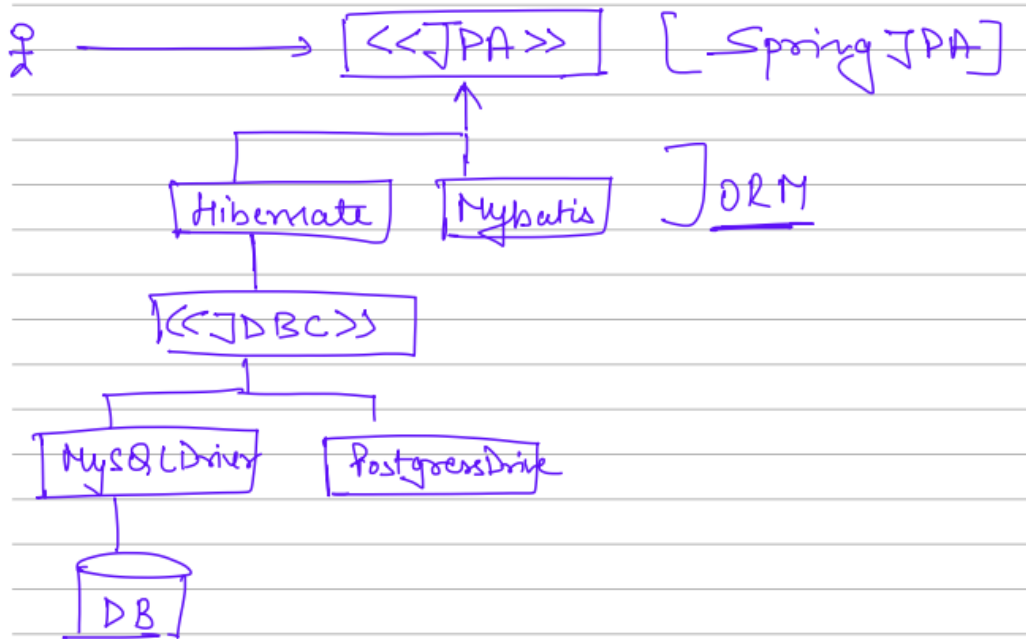 <<JPA>> [Spring JPA]
Hibernate Mybatis ]ORM
<<JDBC>>
MySQLDriver PostgressDrive
DB